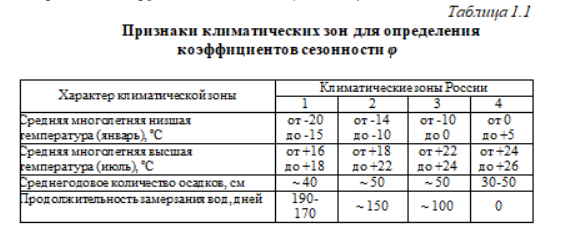 Таблица 1.1
Признаки климатических зон для определения
коэффициентов сезонности φ
Характер климатической зоны
Климатические зоны России
1 2 3 4
Средняя многолетняя низшая
температура (январь), °С
от -20
до -15
от -14
до -10
от -10
до 0
от 0
до +5
Средняя многолетняя высшая
температура (июль), °С
от +16
до +18
от +18
до +22
от +22
до +24
от +24
до +26
Среднегодовое количество осадков, см ~ 40 ~ 50 ~ 50 30-50
Продолжительность замерзания вод, дней
190-
170
~ 150 ~ 100 0